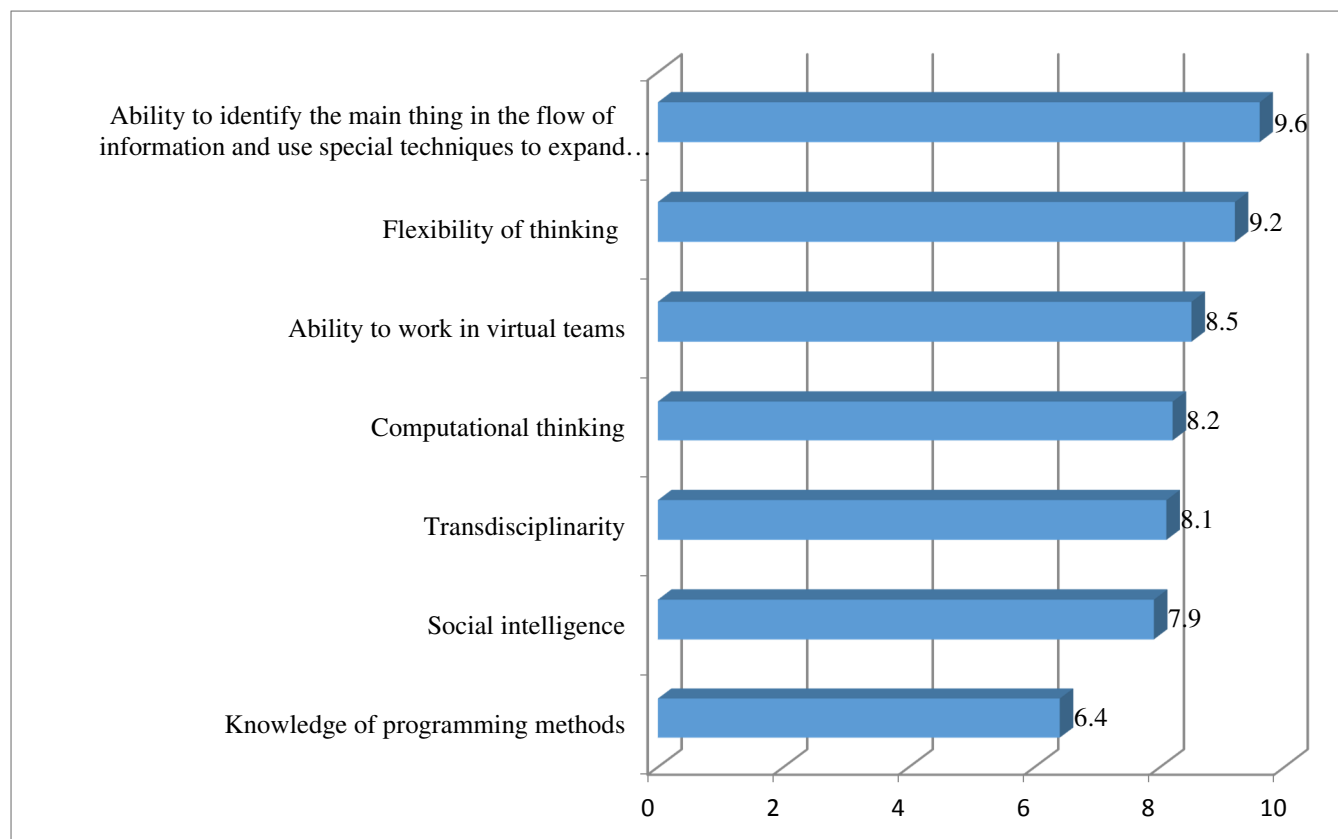 Ability to identify the main thing in the flow of
information and use special techniques to expand…
9.6
Flexibility of thinking
9.2
Ability to work in virtual teams
8.5
Computational thinking
8.2
Transdisciplinarity
8.1
Social intelligence
7.9
Knowledge of programming methods
6.4
0 2 4 6 8 10